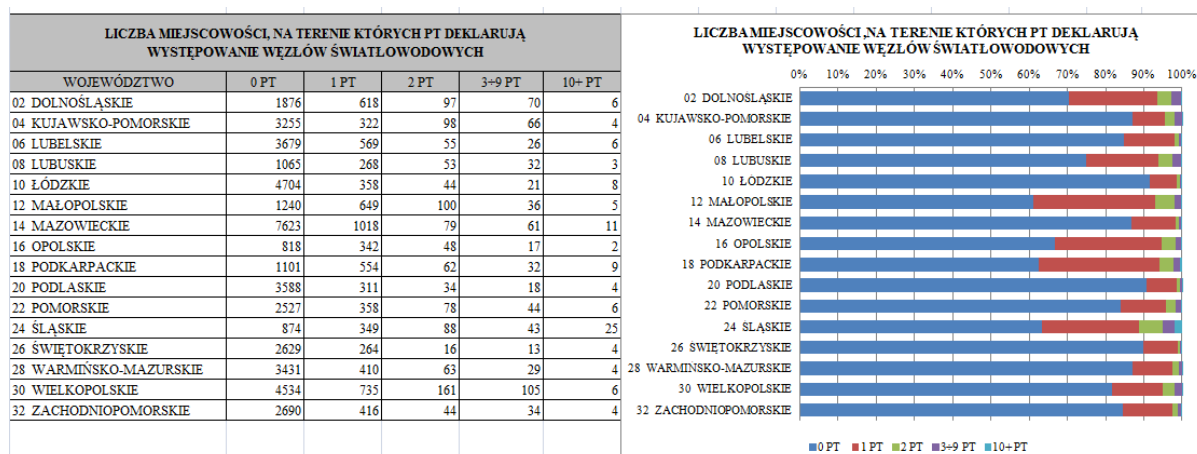 LICZBA MIEJSCOWOŚCI, NA TERENIE KTÓRYCH PT DEKLARUJĄ
WYSTĘPOWANIE WĘZŁÓW ŚWIATŁOWODOWYCH
WOJEWÓDZTWO 0 PT 1 PT 2 PT 3÷9 PT 10+ PT
02 DOLNOŚLĄSKIE 1876 618 97 70 6
04 KUJAWSKO-POMORSKIE 3255 322 98 66 4
06 LUBELSKIE 3679 569 55 26 6
08 LUBUSKIE 1065 268 53 32 3
10 ŁÓDZKIE 4704 358 44 21 8
12 MAŁOPOLSKIE 1240 649 100 36 5
14 MAZOWIECKIE 7623 1018 79 61 11
16 OPOLSKIE 818 342 48 17 2
18 PODKARPACKIE 1101 554 62 32 9
20 PODLASKIE 3588 311 34 18 4
22 POMORSKIE 2527 358 78 44 6
24 ŚLĄSKIE 874 349 88 43 25
26 ŚWIĘTOKRZYSKIE 2629 264 16 13 4
28 WARMIŃSKO-MAZURSKIE 3431 410 63 29 4
30 WIELKOPOLSKIE 4534 735 161 105 6
32 ZACHODNIOPOMORSKIE 2690 416 44 34 4
LICZBA MIEJSCOWOŚCI ,NA TERENIE KTÓRYCH PT DEKLARUJĄ
WYSTĘPOWANIE WĘZŁÓW ŚWIATŁOWODOWYCH
0% 10% 20% 30% 40% 50% 60% 70% 80% 90% 100%
02 DOLNOŚLĄSKIE
04 KUJAWSKO-POMORSKIE
06 LUBELSKIE
08 LUBUSKIE
10 ŁÓDZKIE
12 MAŁOPOLSKIE
14 MAZOWIECKIE
16 OPOLSKIE
18 PODKARPACKIE
20 PODLASKIE
22 POMORSKIE
24 ŚLĄSKIE
26 ŚWIĘTOKRZYSKIE
28 WARMIŃSKO-MAZURSKIE
30 WIELKOPOLSKIE
32 ZACHODNIOPOMORSKIE
0 PT 1 PT 2 PT 3÷9 PT 10+ PT